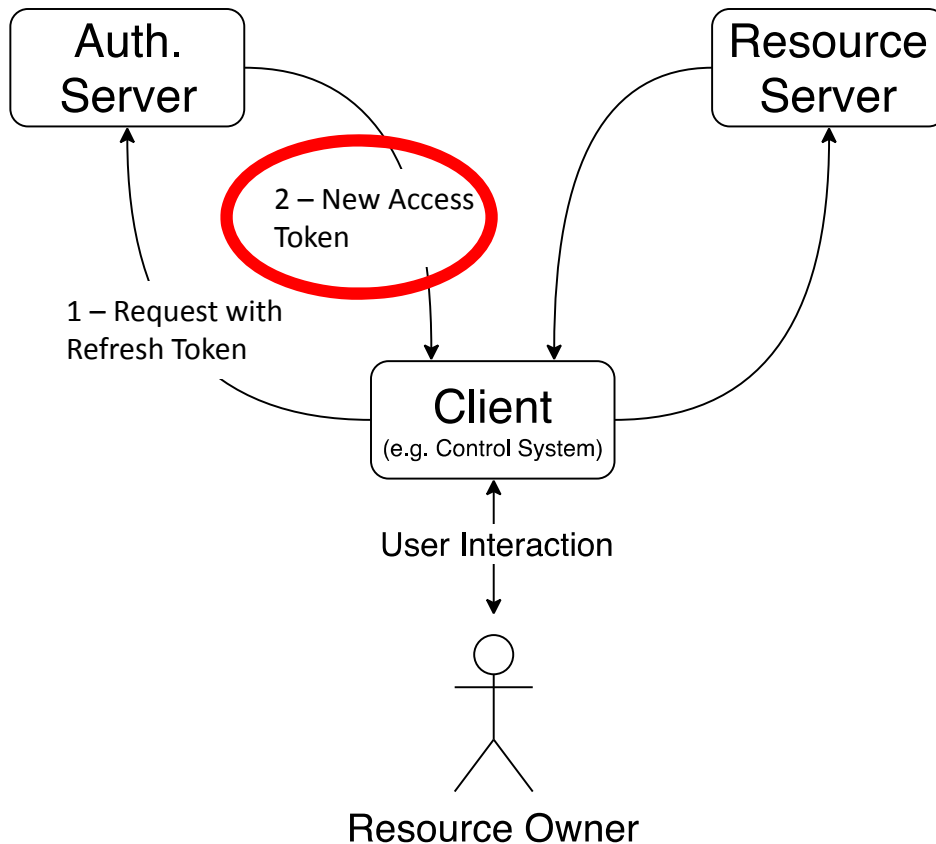 Auth.
Server
Resource
Server
2 – New Access
Token
1 – Request with
Refresh Token
Client
(e.g. Control System)
User Interaction
Resource Owner